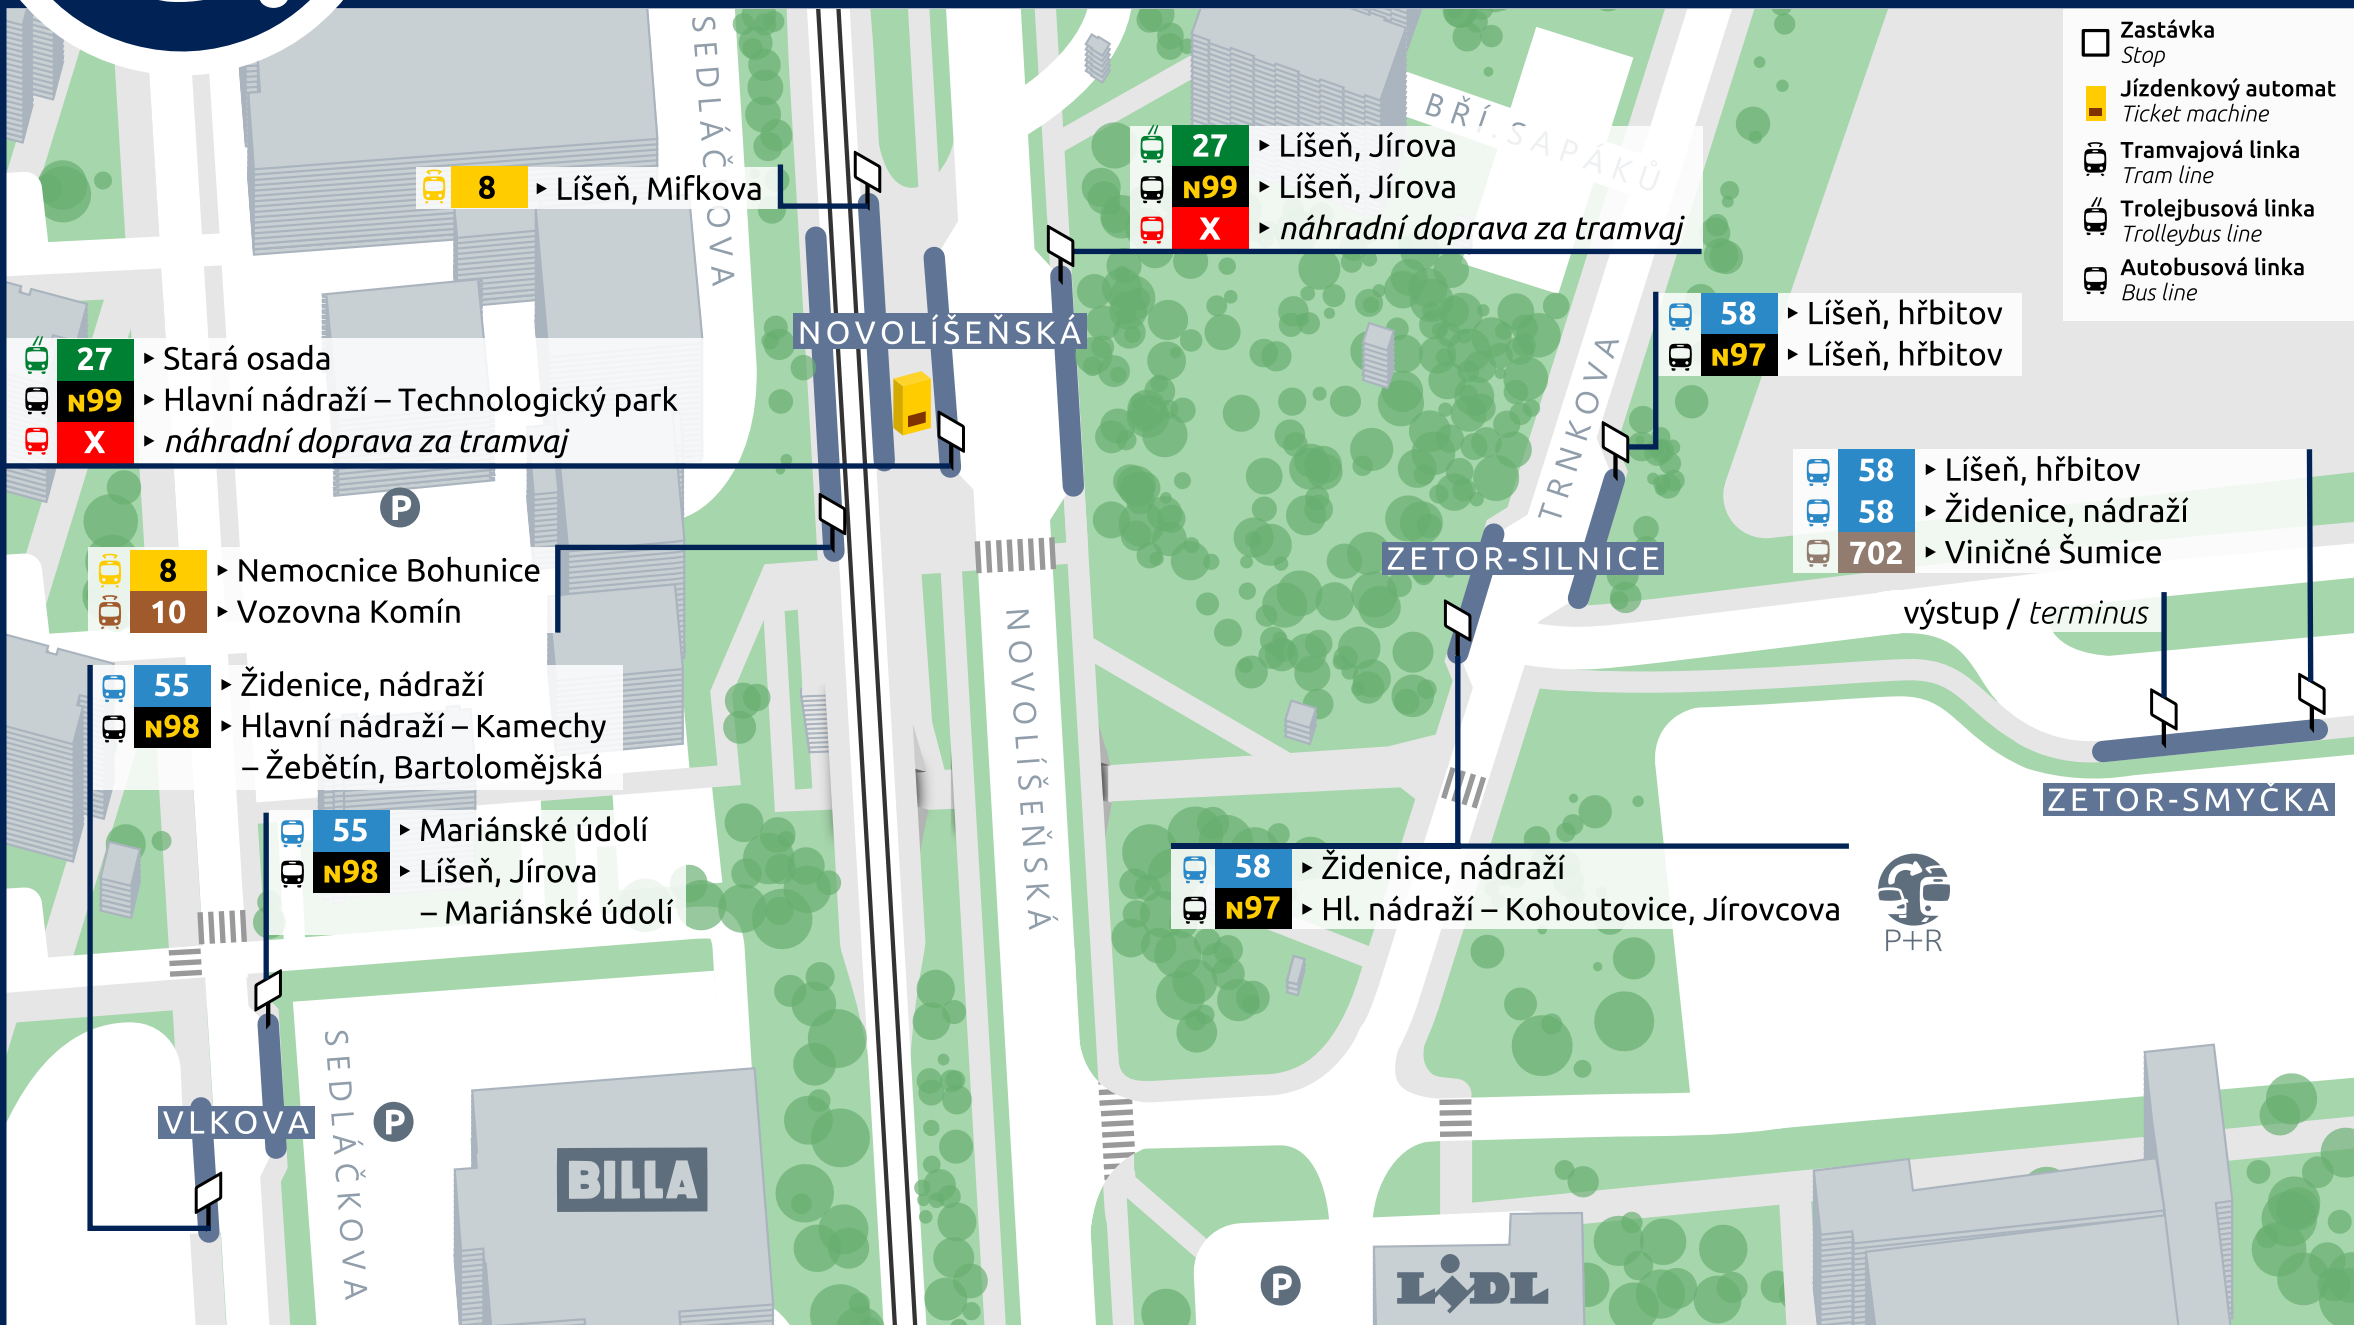 Zastávka
Stop
Jízdenkový automat
Ticket machine
Tramvajová linka
Tram line
Trolejbusová linka
Trolleybus line
Autobusová linka
Bus line
SEDLÁČKOVA
BŘÍ. SAPÁKŮ
8 ▸ Líšeň, Mifkova
27 ▸ Líšeň, Jírova
N99 ▸ Líšeň, Jírova
X ▸ náhradní doprava za tramvaj
NOVOLÍŠEŇSKÁ
58 ▸ Líšeň, hřbitov
N97 ▸ Líšeň, hřbitov
27 ▸ Stará osada
N99 ▸ Hlavní nádraží – Technologický park
X ▸ náhradní doprava za tramvaj
TRNKOVA
58 ▸ Líšeň, hřbitov
58 ▸ Židenice, nádraží
702 ▸ Viničné Šumice
výstup / terminus
P
ZETOR-SILNICE
8 ▸ Nemocnice Bohunice
10 ▸ Vozovna Komín
NOVOLÍŠEŇSKÁ
55 ▸ Židenice, nádraží
N98 ▸ Hlavní nádraží – Kamechy
– Žebětín, Bartolomějská
ZETOR-SMYČKA
55 ▸ Mariánské údolí
N98 ▸ Líšeň, Jírova
– Mariánské údolí
58 ▸ Židenice, nádraží
N97 ▸ Hl. nádraží – Kohoutovice, Jírovcova
P+R
VLKOVA
SEDLÁČKOVA
P
BILLA
P
LIDL